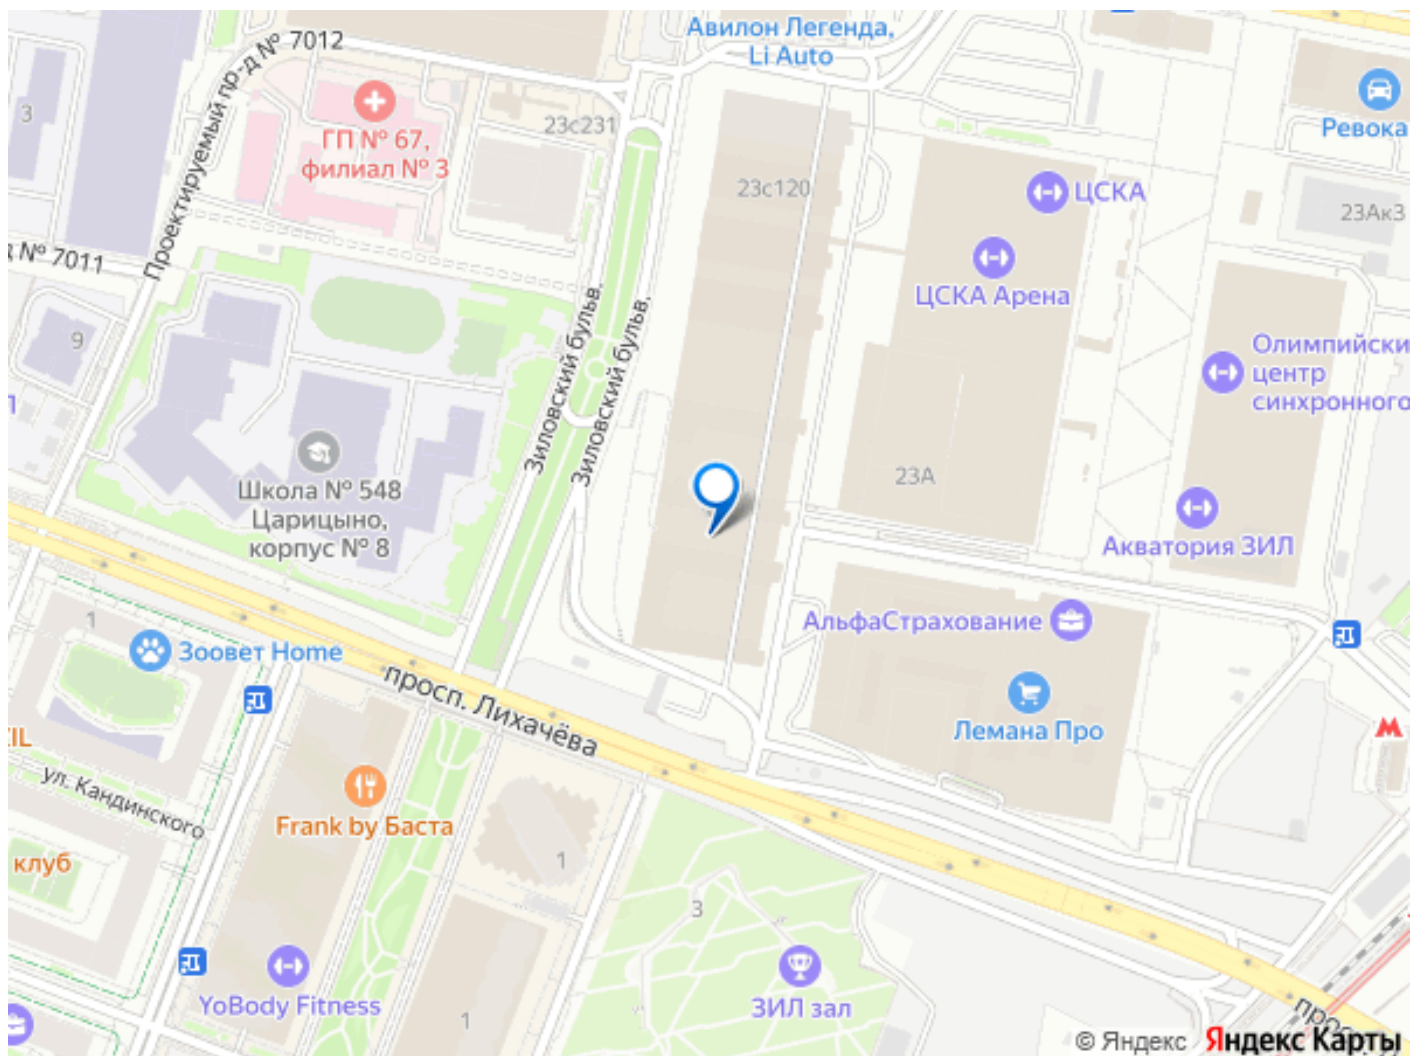 Авилон Легенда,
Li Auto
Проектируемый пр-д № 7012
3
ГП № 67,
филиал № 3
23с231
23с120
ЦСКА
Ревока
23Ак3
№ 7011
ЦСКА Арена
9
Зиловский бульв.
Зиловский бульв.
Олимпийски
центр
синхронного
Школа № 548
Царицыно,
корпус № 8
23А
Акватория ЗИЛ
1
Зоовет Home
АльфаСтрахование
просп. Лихачёва
Лемана Про
IL
ул. Кандинского
Frank by Баста
клуб
1
3
YoBody Fitness
ЗИЛ зал
1
© Яндекс Яндекс Карты